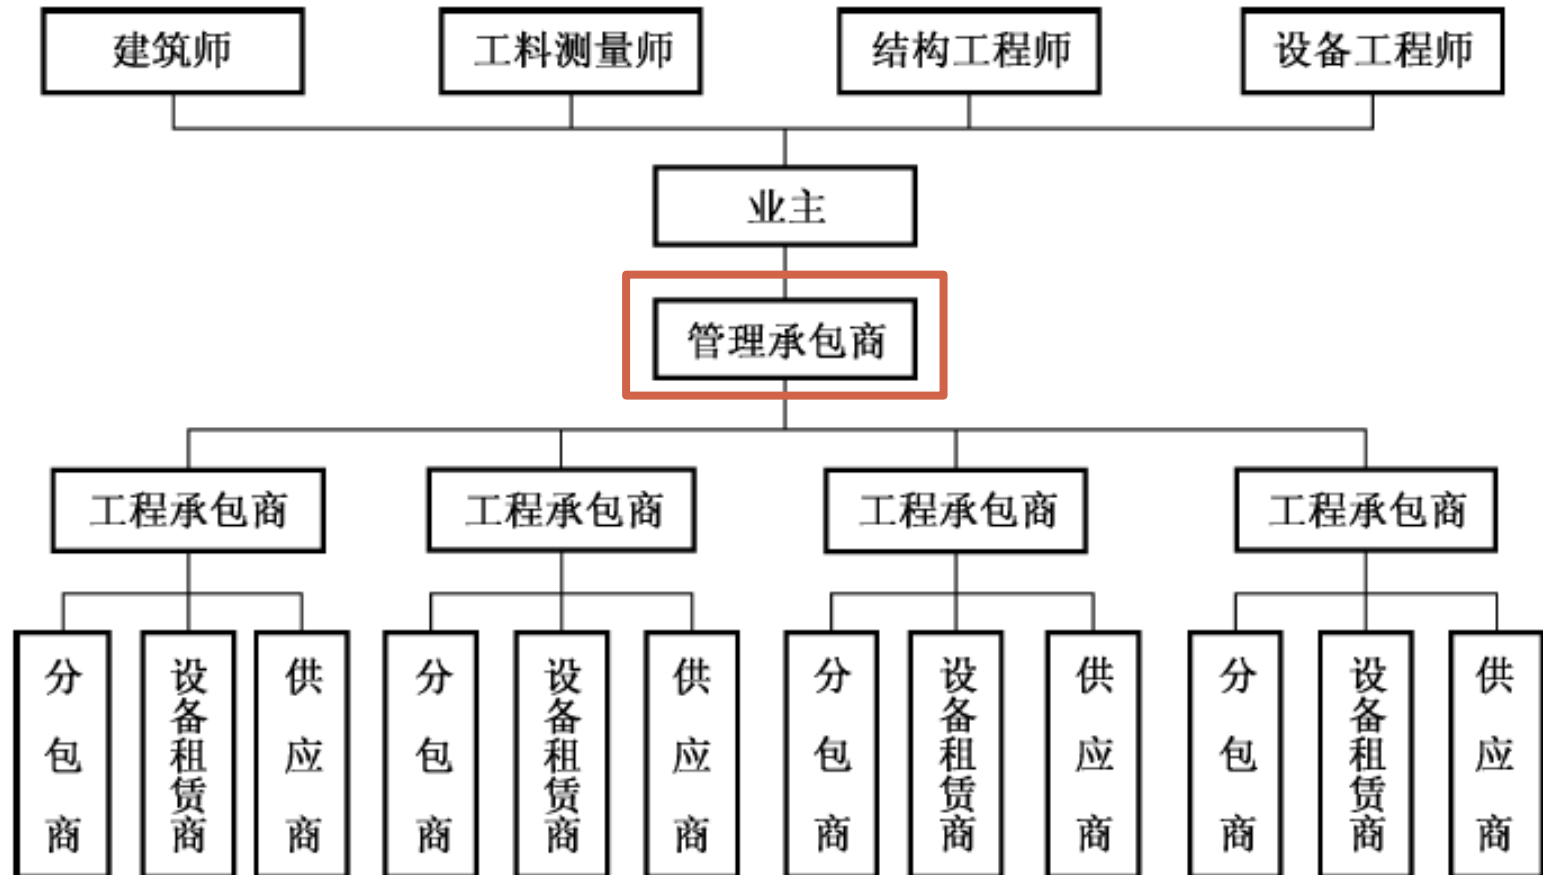 建筑师
工料测量师
结构工程师
设备工程师
业主
管理承包商
工程承包商
工程承包商
工程承包商
工程承包商
分包商
设备租赁商
供应商
分包商
设备租赁商
供应商
分包商
设备租赁商
供应商
分包商
设备租赁商
供应商